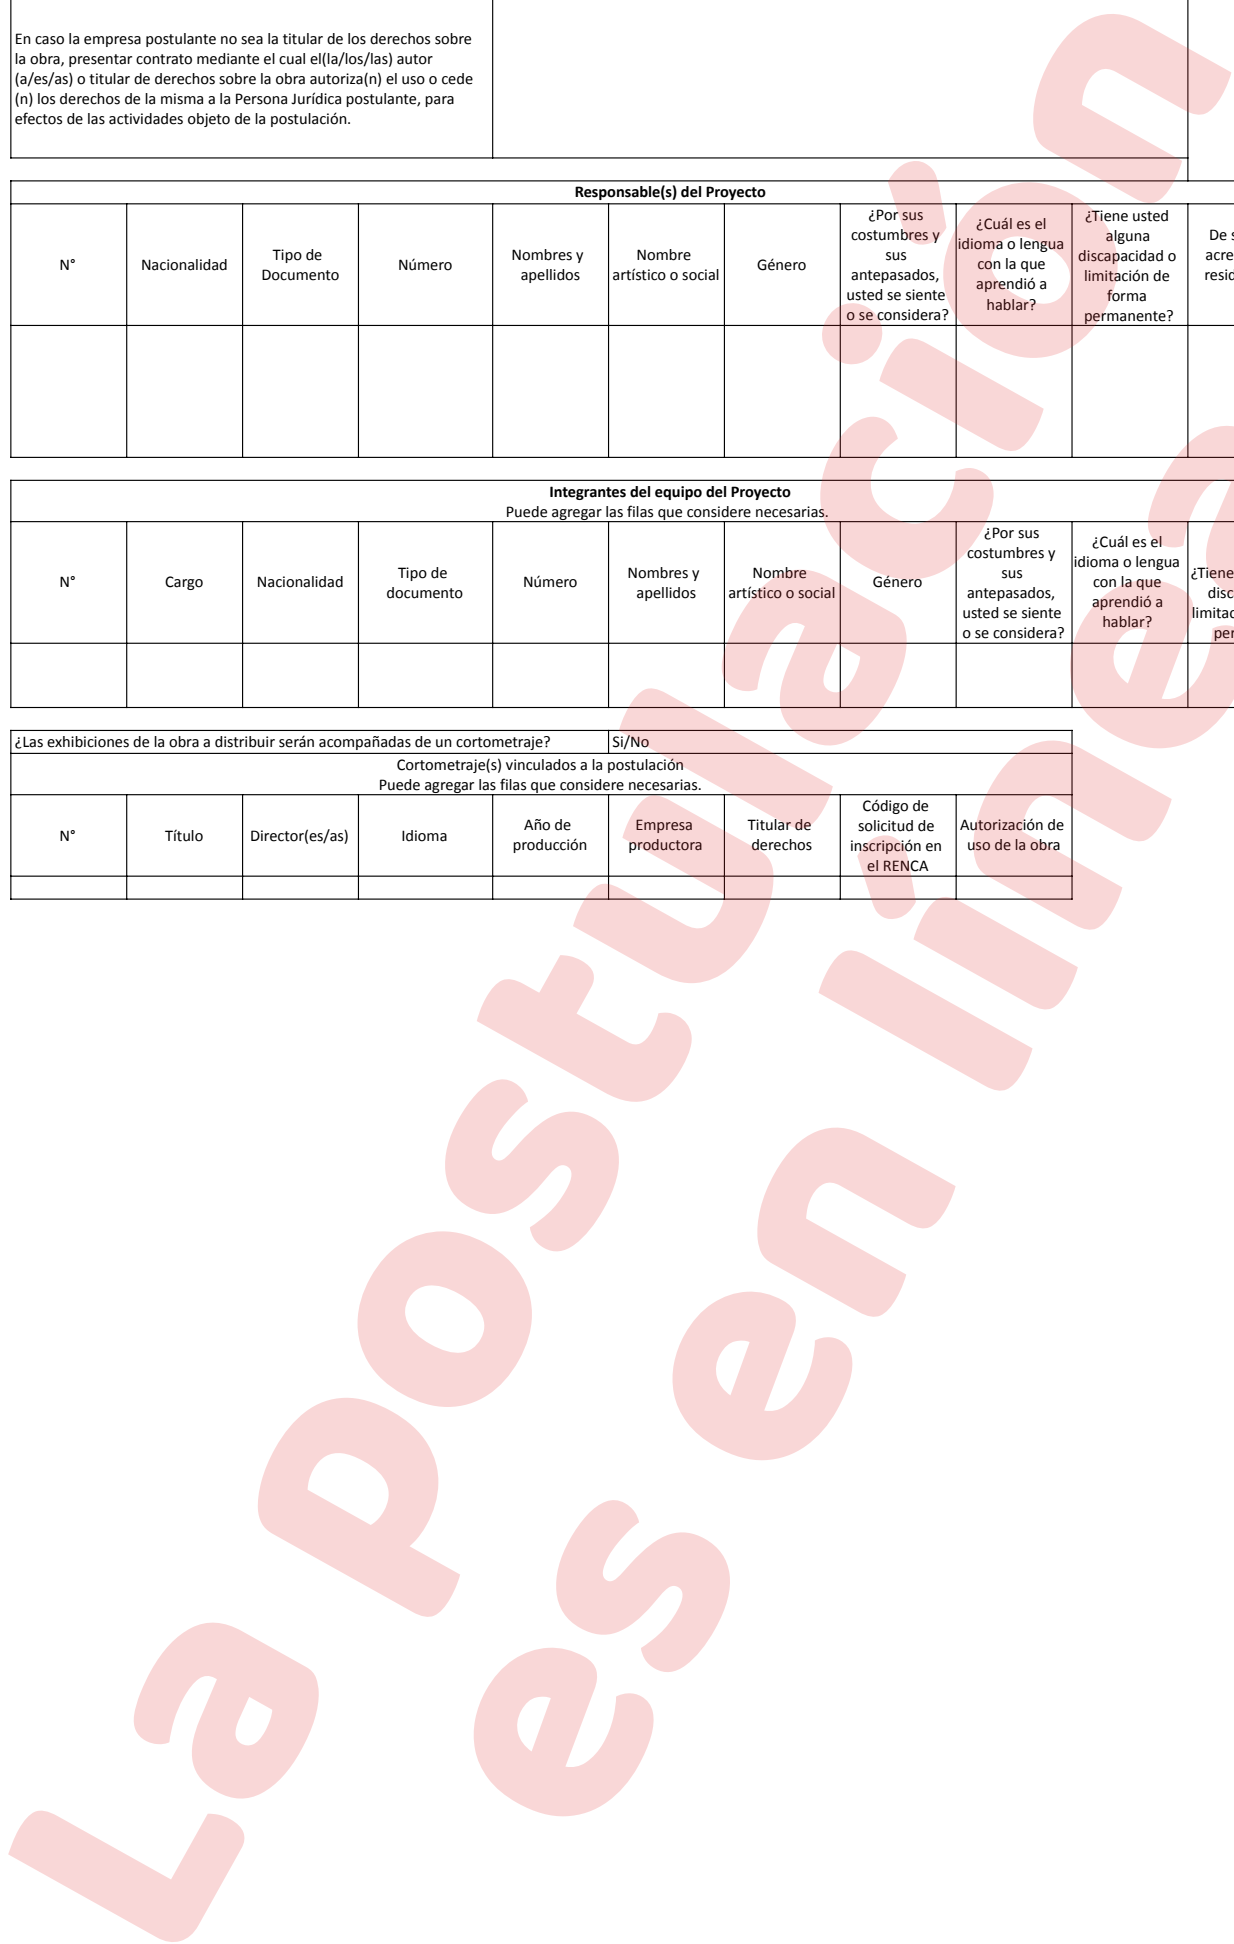 En caso la empresa postulante no sea la titular de los derechos sobre
la obra, presentar contrato mediante el cual el(la/los/las) autor
(a/es/as) o titular de derechos sobre la obra autoriza(n) el uso o cede
(n) los derechos de la misma a la Persona Jurídica postulante, para
efectos de las actividades objeto de la postulación.
Responsable(s) del Proyecto
N°
Nacionalidad
Tipo de
Documento
Número
Nombres y
apellidos
Nombre
artístico o social
Género
¿Por sus
costumbres y
sus
antepasados,
usted se siente
o se considera?
¿Cuál es el
idioma o lengua
con la que
aprendió a
hablar?
¿Tiene usted
alguna
discapacidad o
limitación de
forma
permanente?
De
Integrantes del equipo del Proyecto
Puede agregar las filas que considere necesarias.
N°
Cargo
Nacionalidad
Tipo de
documento
Número
Nombres y
apellidos
Nombre
artístico o social
Género
¿Por sus
costumbres y
sus
antepasados,
usted se siente
o se considera?
¿Cuál es el
idioma o lengua
con la que
aprendió a
hablar?
¿Tiene
¿Las exhibiciones de la obra a distribuir serán acompañadas de un cortometraje?
Si/No
Cortometraje(s) vinculados a la postulación
Puede agregar las filas que considere necesarias.
N°
Título
Director(es/as)
Idioma
Año de
producción
Empresa
productora
Titular de
derechos
Código de
solicitud de
inscripción en
el RENCA
Autorización de
uso de la obra
La postulación
es en línea